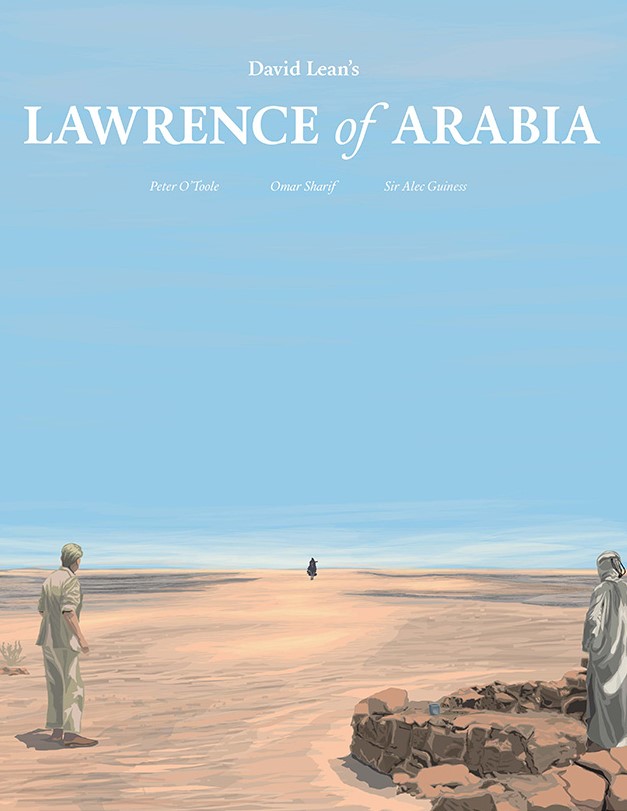 David Lean's
LAWRENCE of ARABIA
Peter O'Toole Omar Sharif Sir Alec Guiness